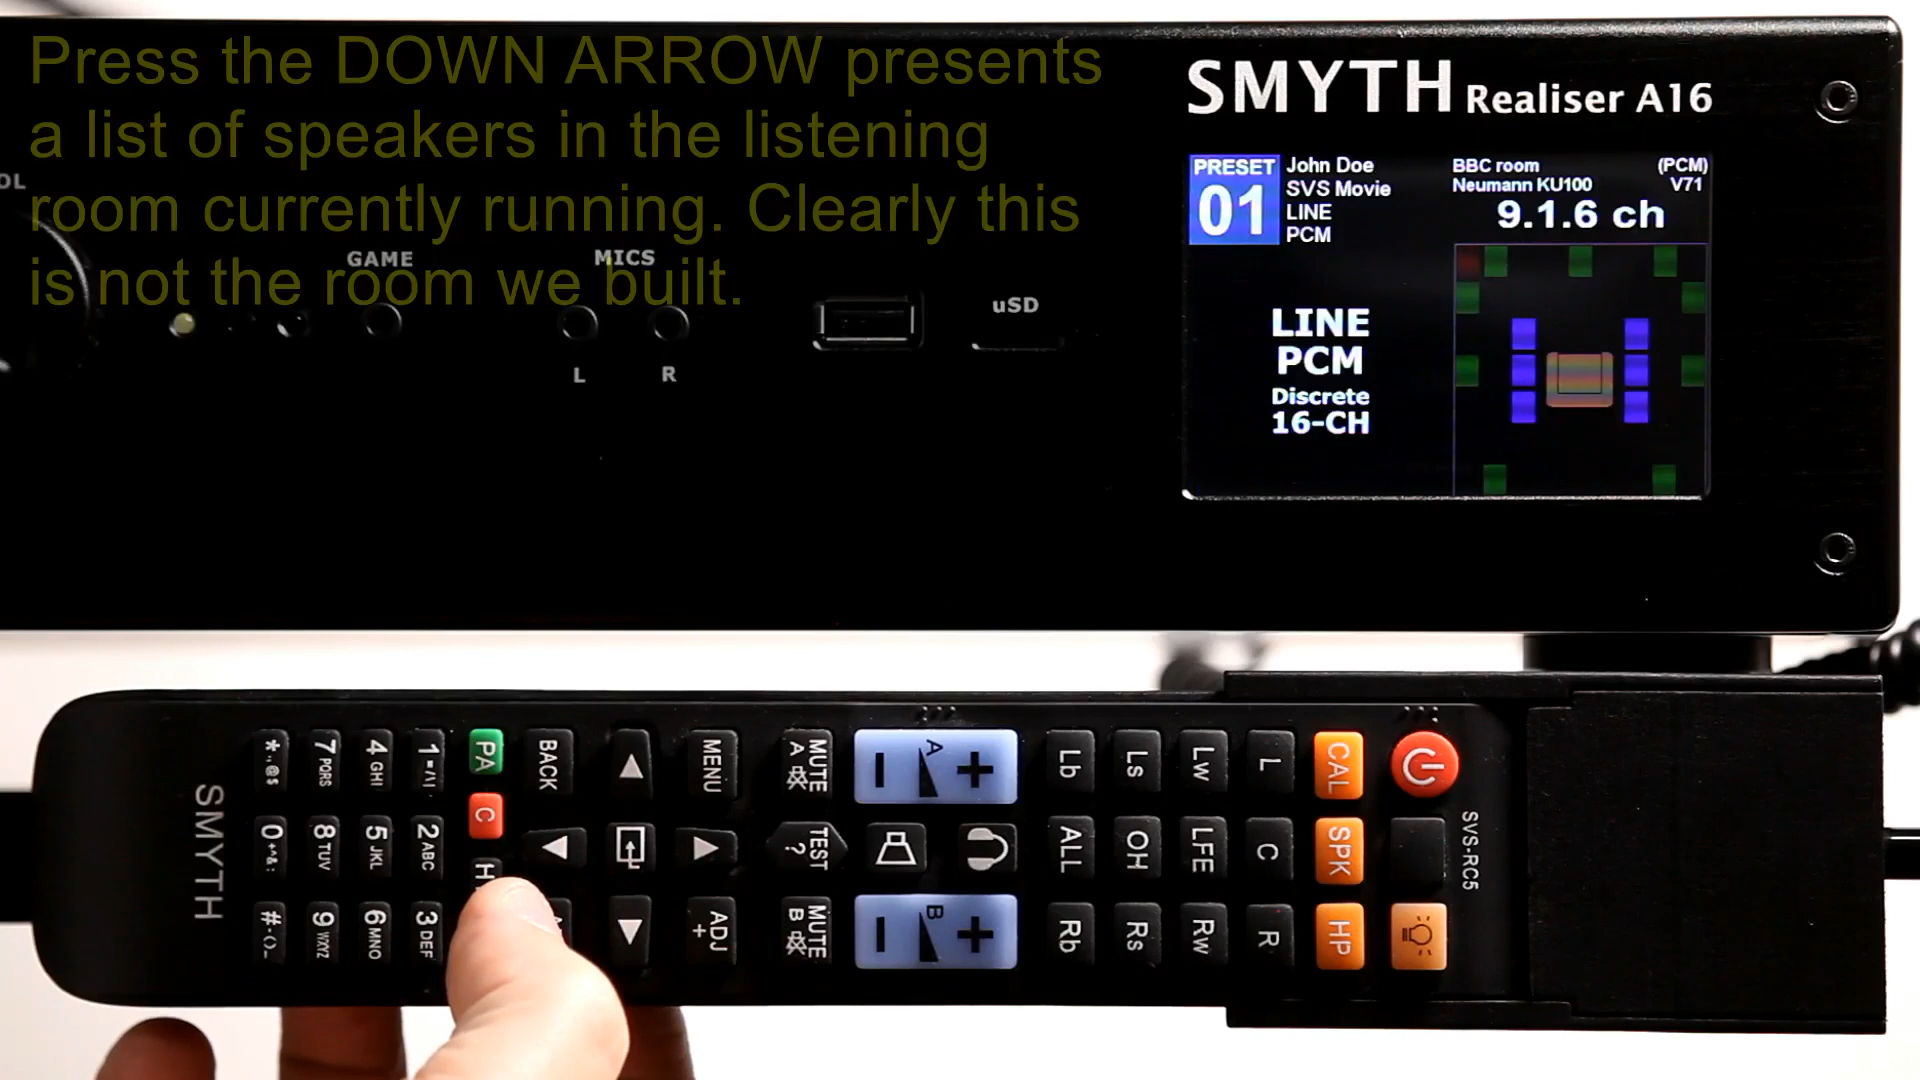 Press the DOWN ARROW presents
a list of speakers in the listening
room currently running. Clearly this
is not the room we built.
OL
GAME
MICS
L
R
uSD
SMYTH Realiser A16
PRESET
01
John Doe
SVS Movie
LINE
PCM
BBC room
(PCM)
Neumann KU100
V71
9.1.6 ch
LINE
PCM
Discrete
16-CH
SMYTH
* . , @ $
0
#
7 PQRS
8 TUV
9 WXYZ
4 GHI
5 JKL
6 MNO
1
2 ABC
3 DEF
PA
C
BACK
MENU
ADJ
+
MUTE
A
TEST
?
MUTE
B
- A +
- B +
Lb
ALL
Rb
Ls
OH
Rs
Lw
LFE
Rw
L
C
R
CAL
SPK
HP
SVS-RC5